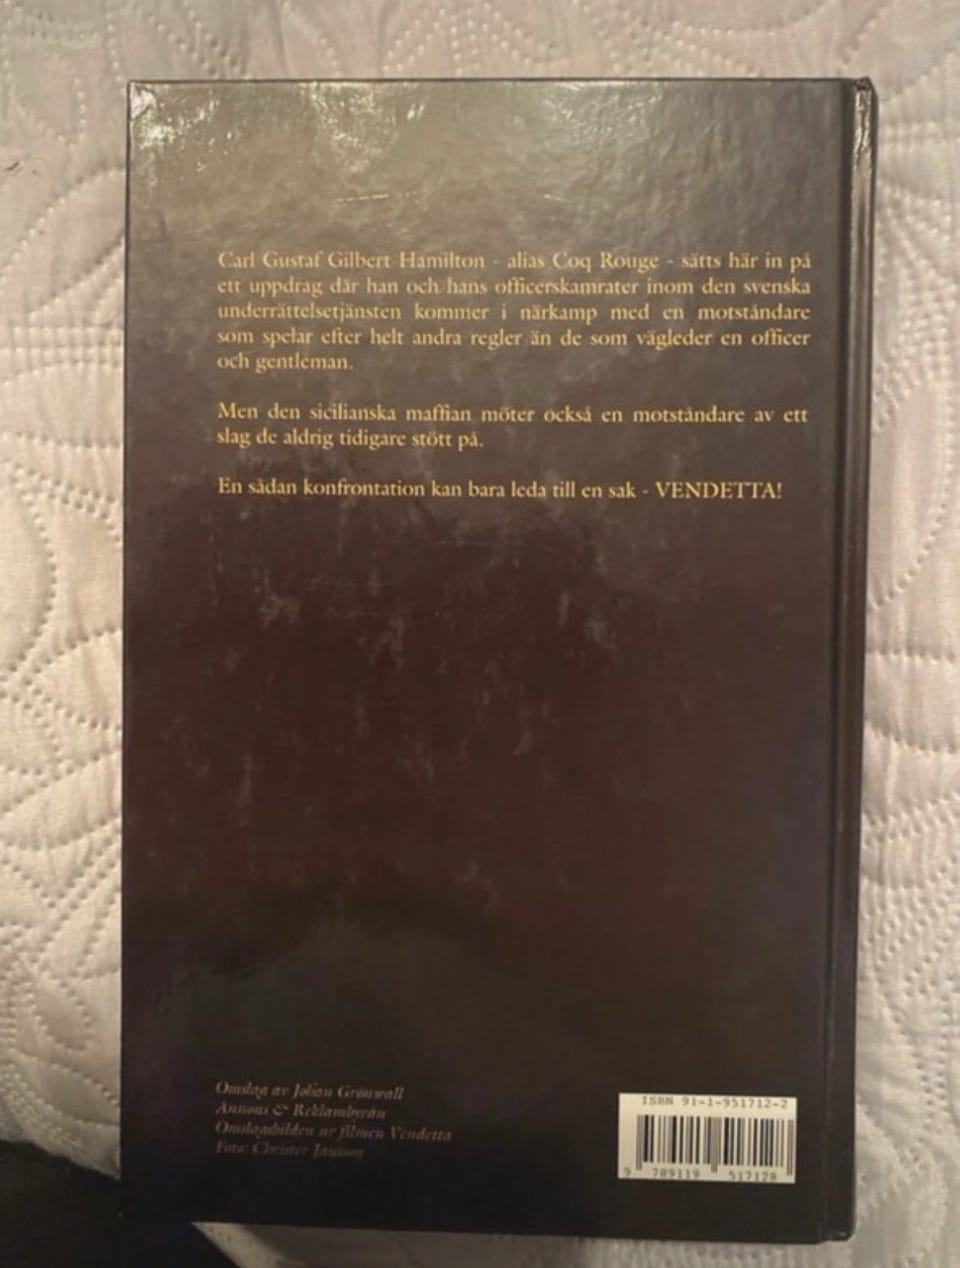 Carl Gustaf Gilbert Hamilton - alias Coq Rouge - sätts här in på
ett uppdrag där han och hans officerskamrater inom den svenska
underrättelsetjänsten kommer i närkamp med en motståndare
som spelar efter helt andra regler än de som vägleder en officer
och gentleman.
Men den sicilianska maffian möter också en motståndare av ett
slag de aldrig tidigare stött på.
En sådan konfrontation kan bara leda till en sak - VENDETTA!
Omslag av Johan Grönwall
Annons & Reklambyrån
Omslagsbilden ur filmen Vendetta
Foto: Christer Jansson
ISBN 91-1-951712-2
9 789119 517128